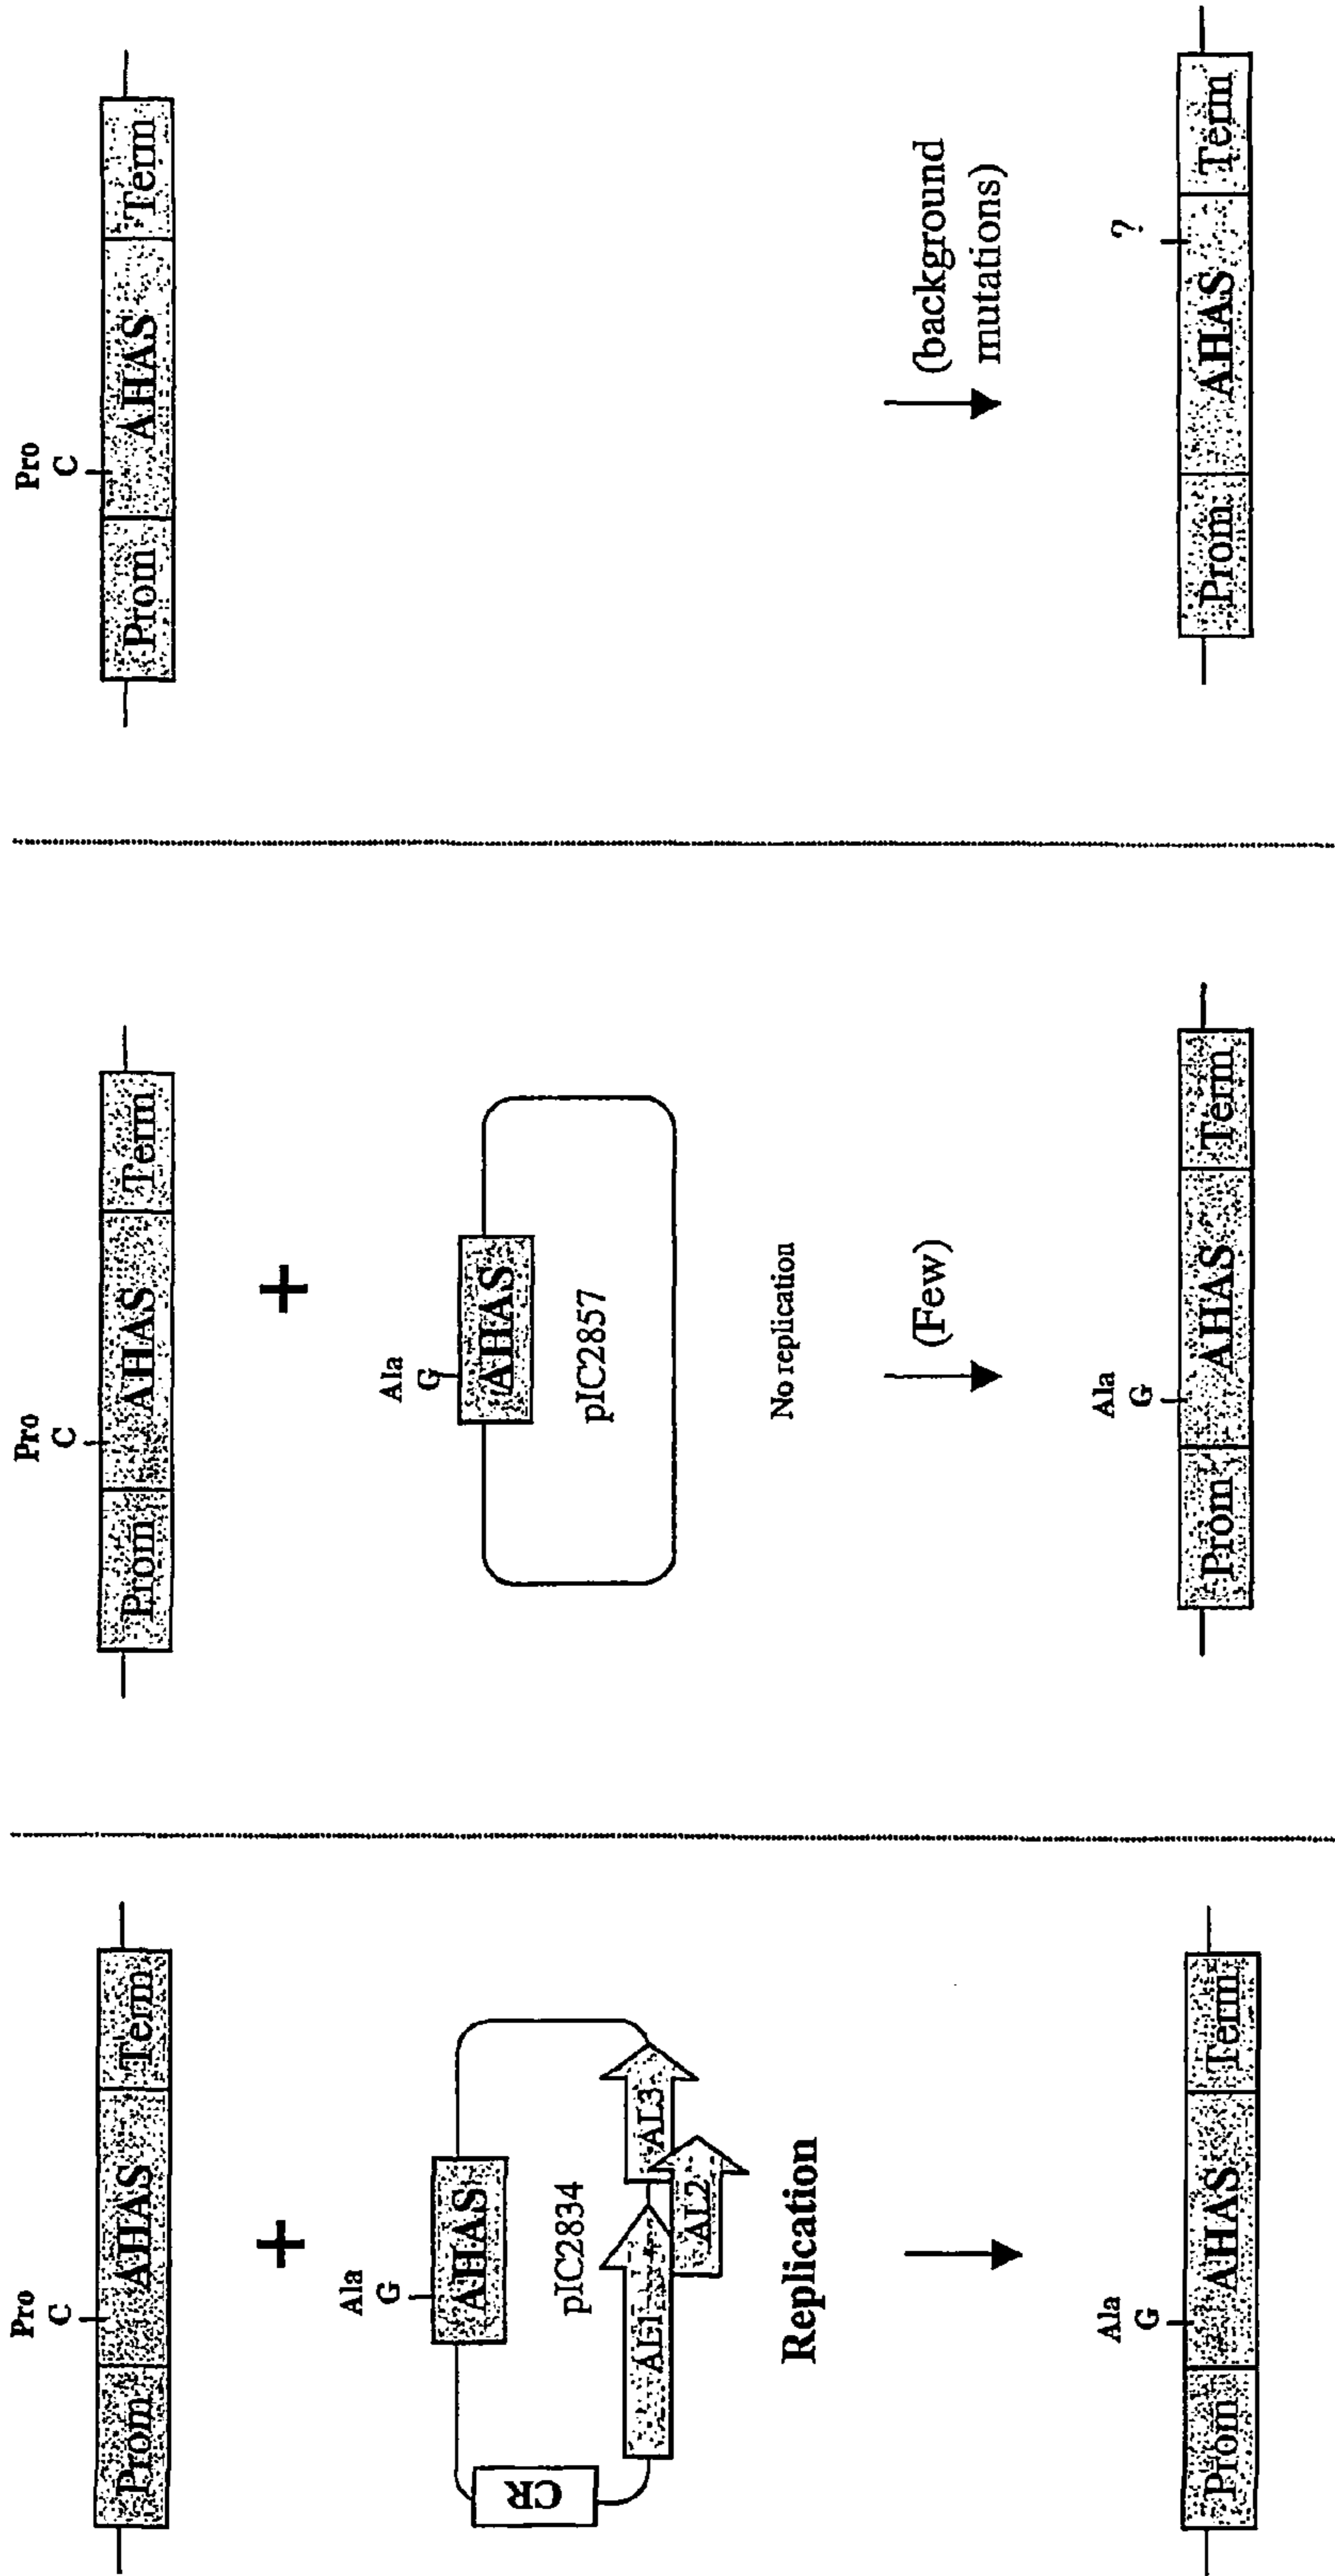 Pro
C
Prom AHAS Term
+
Ala
G
AHAS
pIC2834
CR
AL1
AL3
AL2
Replication
Ala
G
Prom AHAS Term
Pro
C
Prom AHAS Term
+
Ala
G
AHAS
pIC2857
No replication
(Few)
Ala
G
Prom AHAS Term
Pro
C
Prom AHAS Term
(background
mutations)
?
Prom AHAS Term